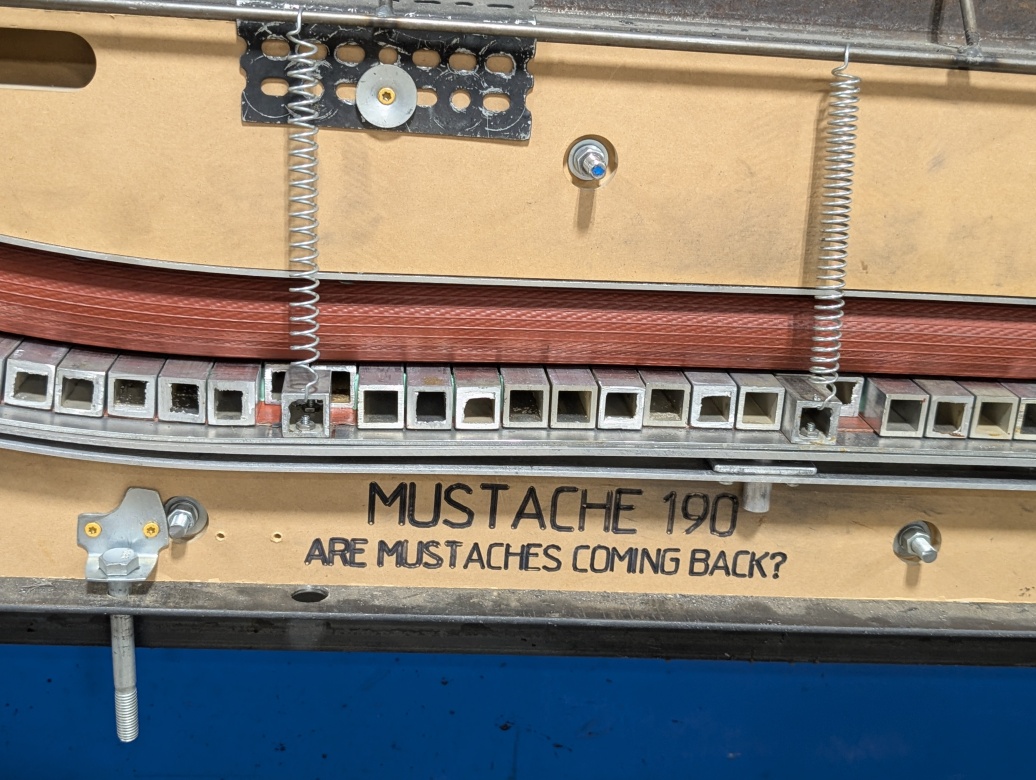 MUSTACHE 190
ARE MUSTACHES COMING BACK?